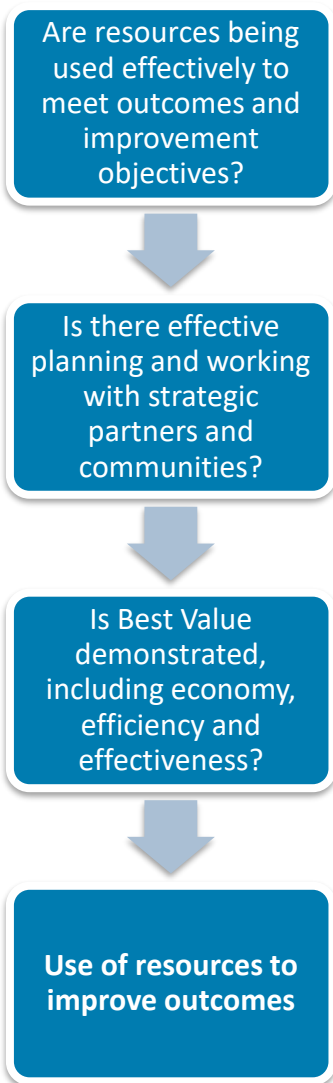 Are resources being
used effectively to
meet outcomes and
improvement
objectives?
Is there effective
planning and working
with strategic
partners and
communities?
Is Best Value
demonstrated,
including economy,
efficiency and
effectiveness?
Use of resources to
improve outcomes